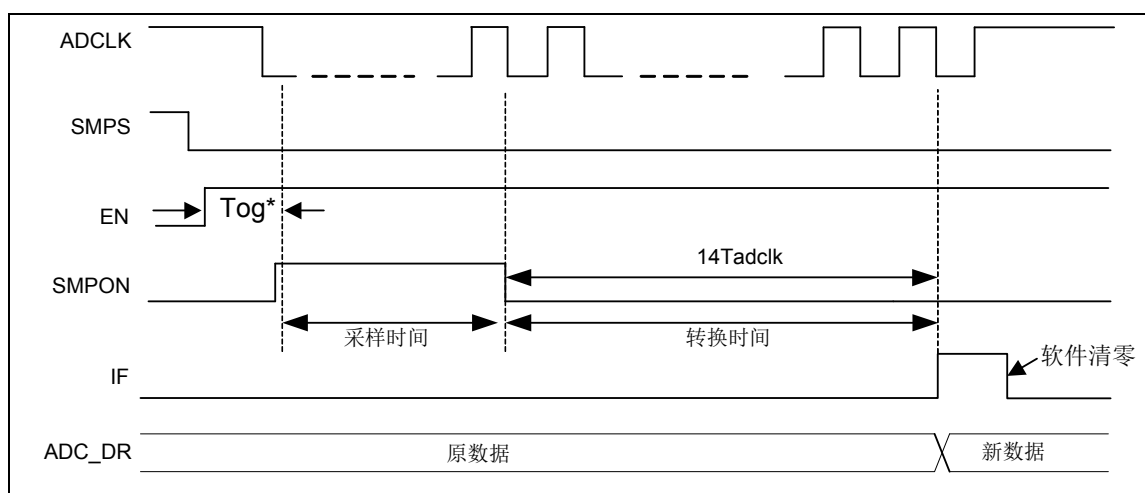 ADCLK
SMPS
EN
Tog*
SMPON
14Tadclk
采样时间
转换时间
IF
软件清零
ADC_DR
原数据
新数据